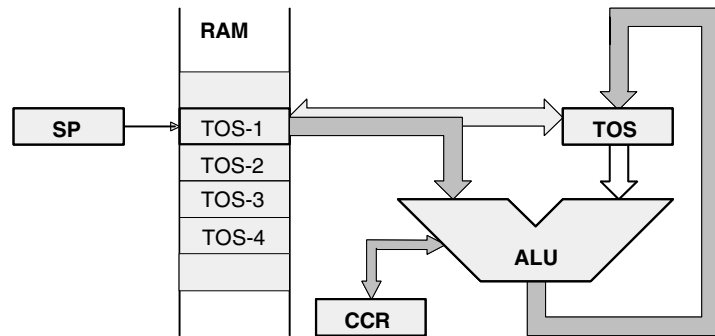 RAM
SP
TOS-1
TOS
TOS-2
TOS-3
TOS-4
ALU
CCR